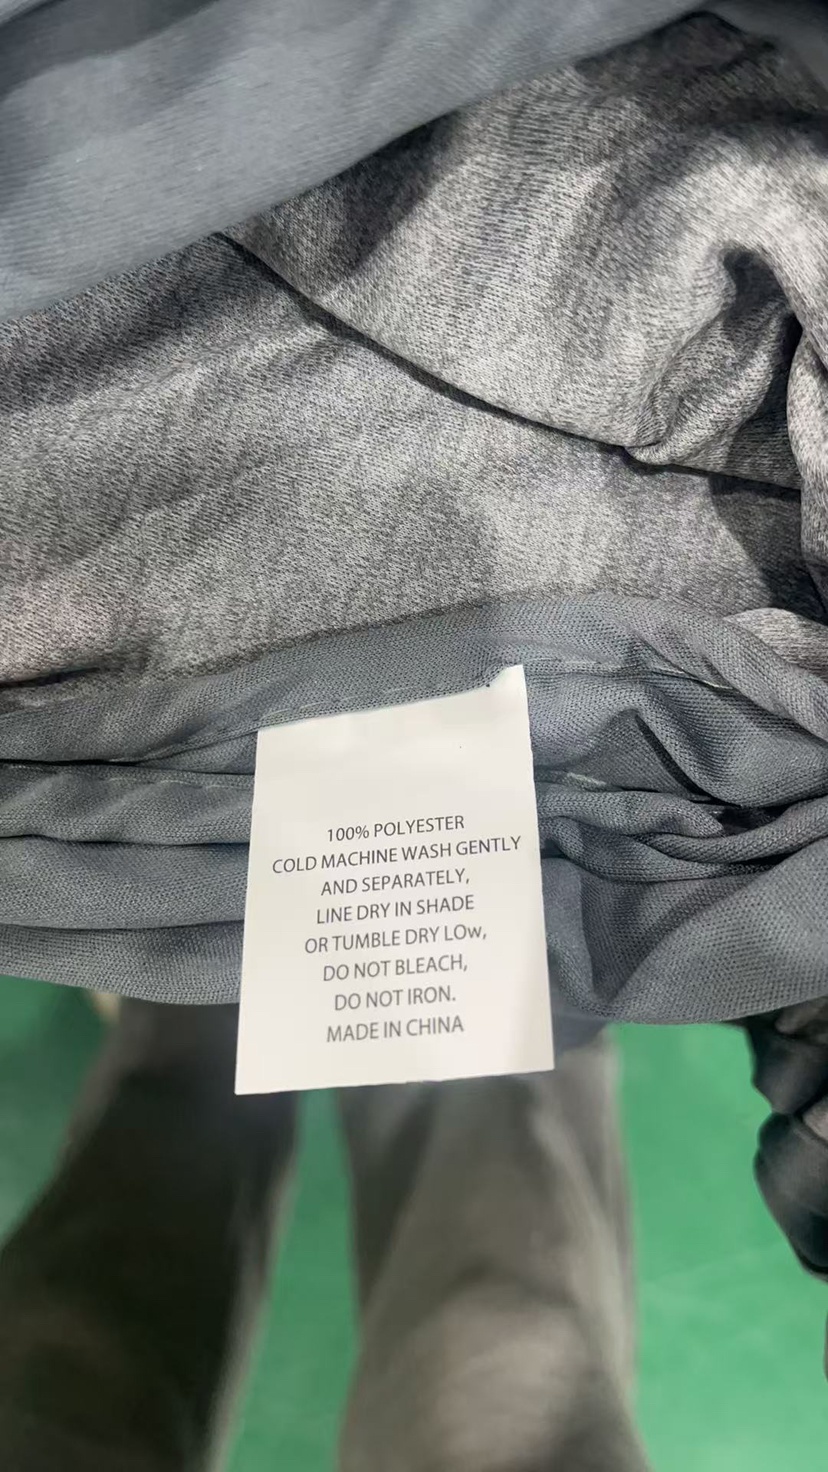 100% POLYESTER
COLD MACHINE WASH GENTLY
AND SEPARATELY,
LINE DRY IN SHADE
OR TUMBLE DRY LOw,
DO NOT BLEACH,
DO NOT IRON.
MADE IN CHINA